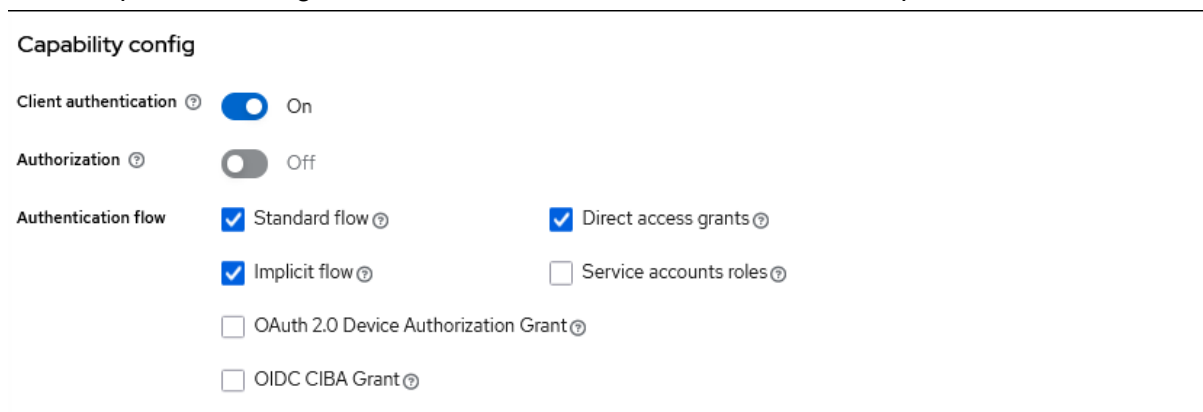 Capability config
Client authentication
On
Authorization
Off
Authentication flow
Standard flow
Direct access grants
Implicit flow
Service accounts roles
OAuth 2.0 Device Authorization Grant
OIDC CIBA Grant